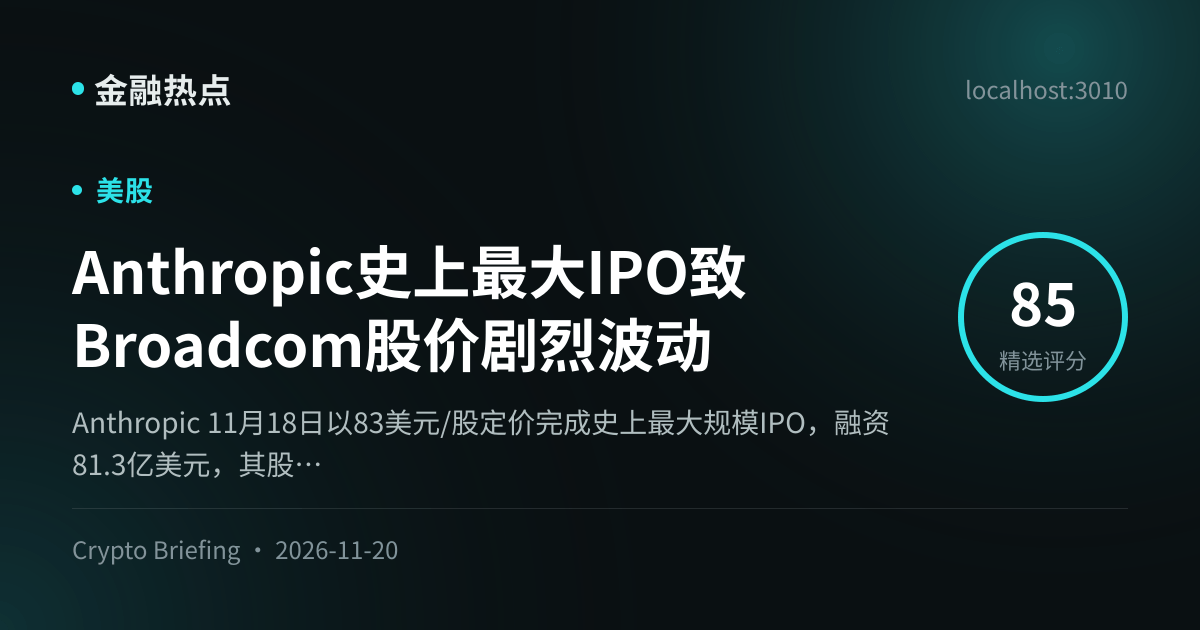 金融热点
localhost:3010
美股
Anthropic史上最大IPO致
Broadcom股价剧烈波动
85
精选评分
Anthropic 11月18日以83美元/股定价完成史上最大规模IPO，融资
81.3亿美元，其股…
Crypto Briefing · 2026-11-20